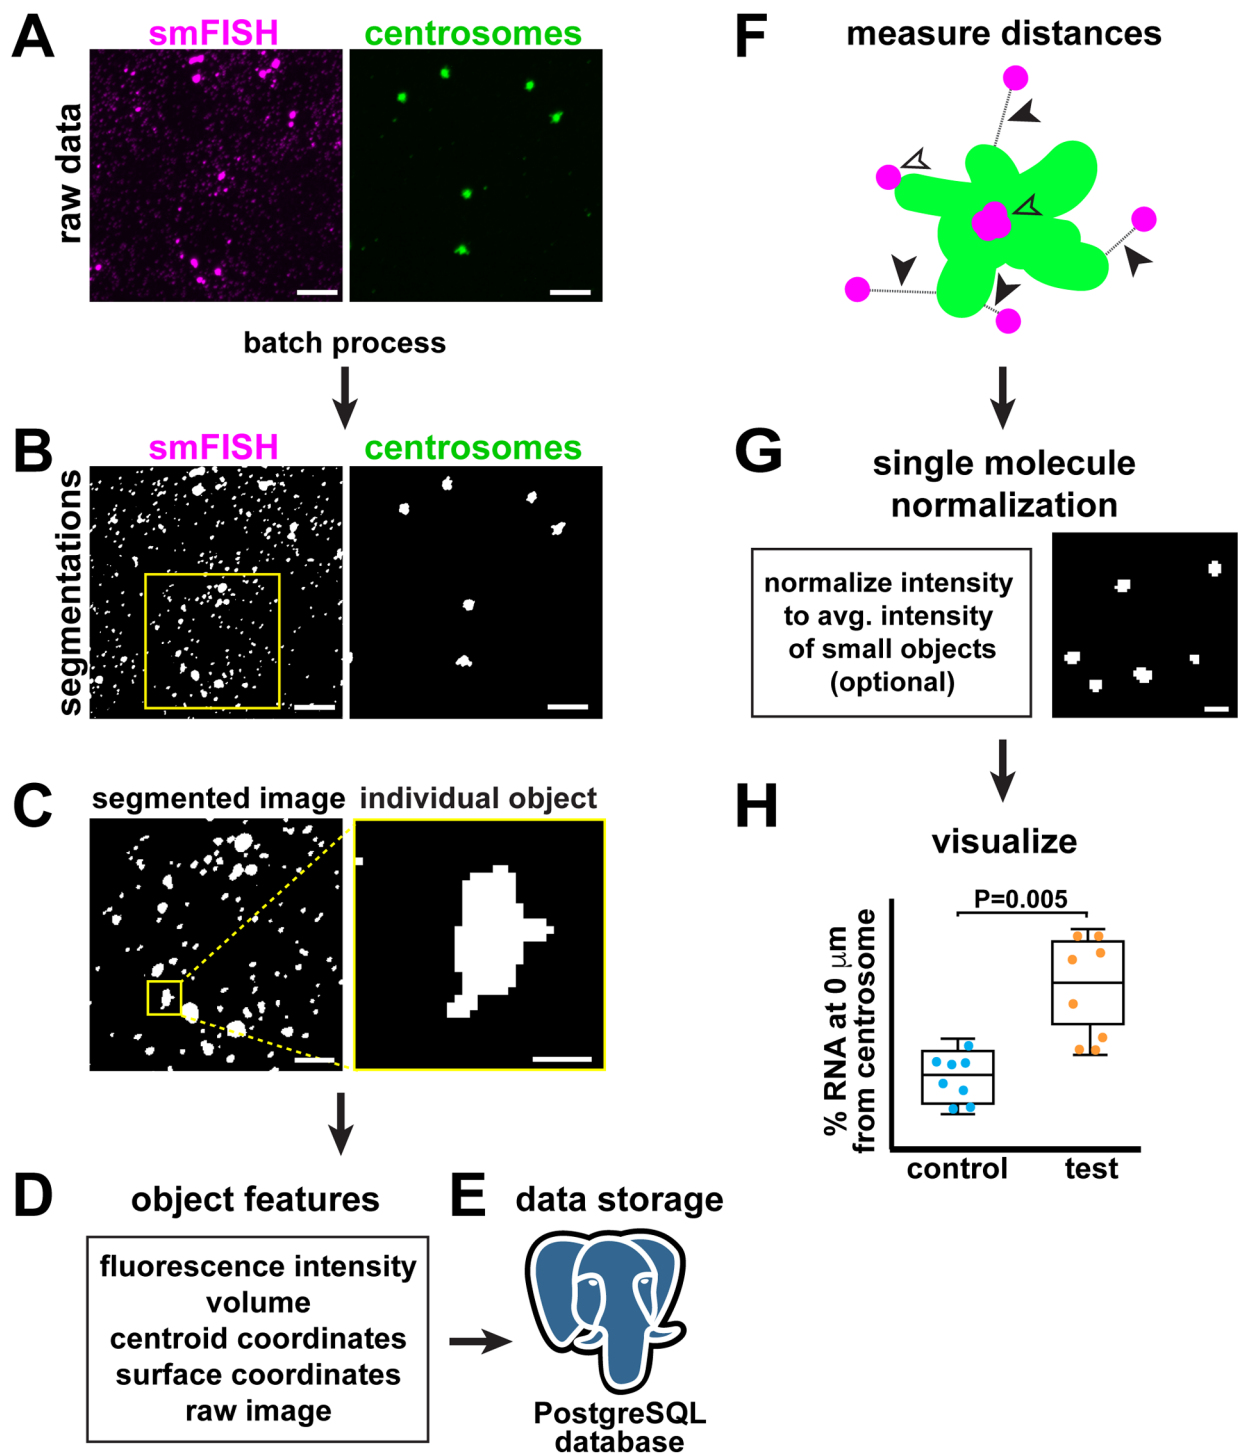 A
smFISH
centrosomes
raw data
batch process
B
smFISH
centrosomes
segmentations
C
segmented image
individual object
D
object features
fluorescence intensity
volume
centroid coordinates
surface coordinates
raw image
E
data storage
PostgreSQL
database
F
measure distances
G
single molecule
normalization
normalize intensity
to avg. intensity
of small objects
(optional)
H
visualize
P=0.005
% RNA at 0 μm
from centrosome
control
test